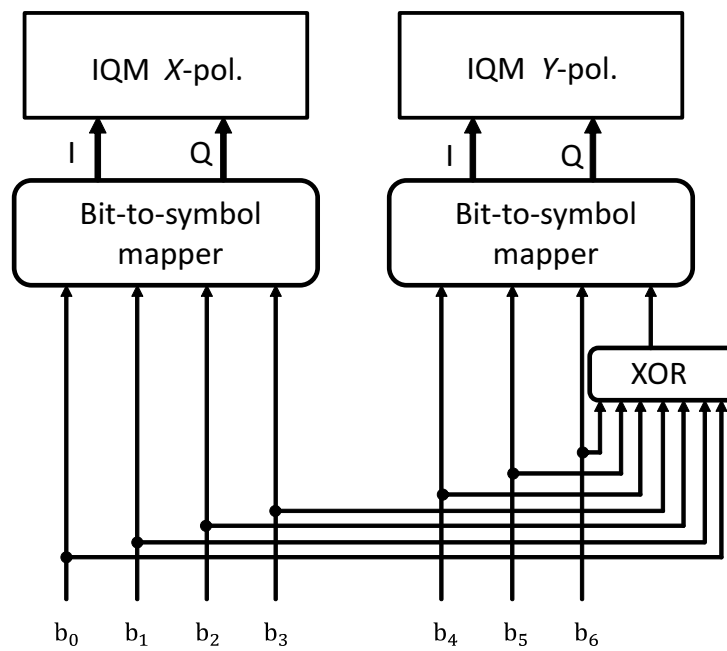 IQM X-pol.
IQM Y-pol.
I
Q
I
Q
Bit-to-symbol
mapper
Bit-to-symbol
mapper
XOR
b₀ b₁ b₂ b₃ b₄ b₅ b₆